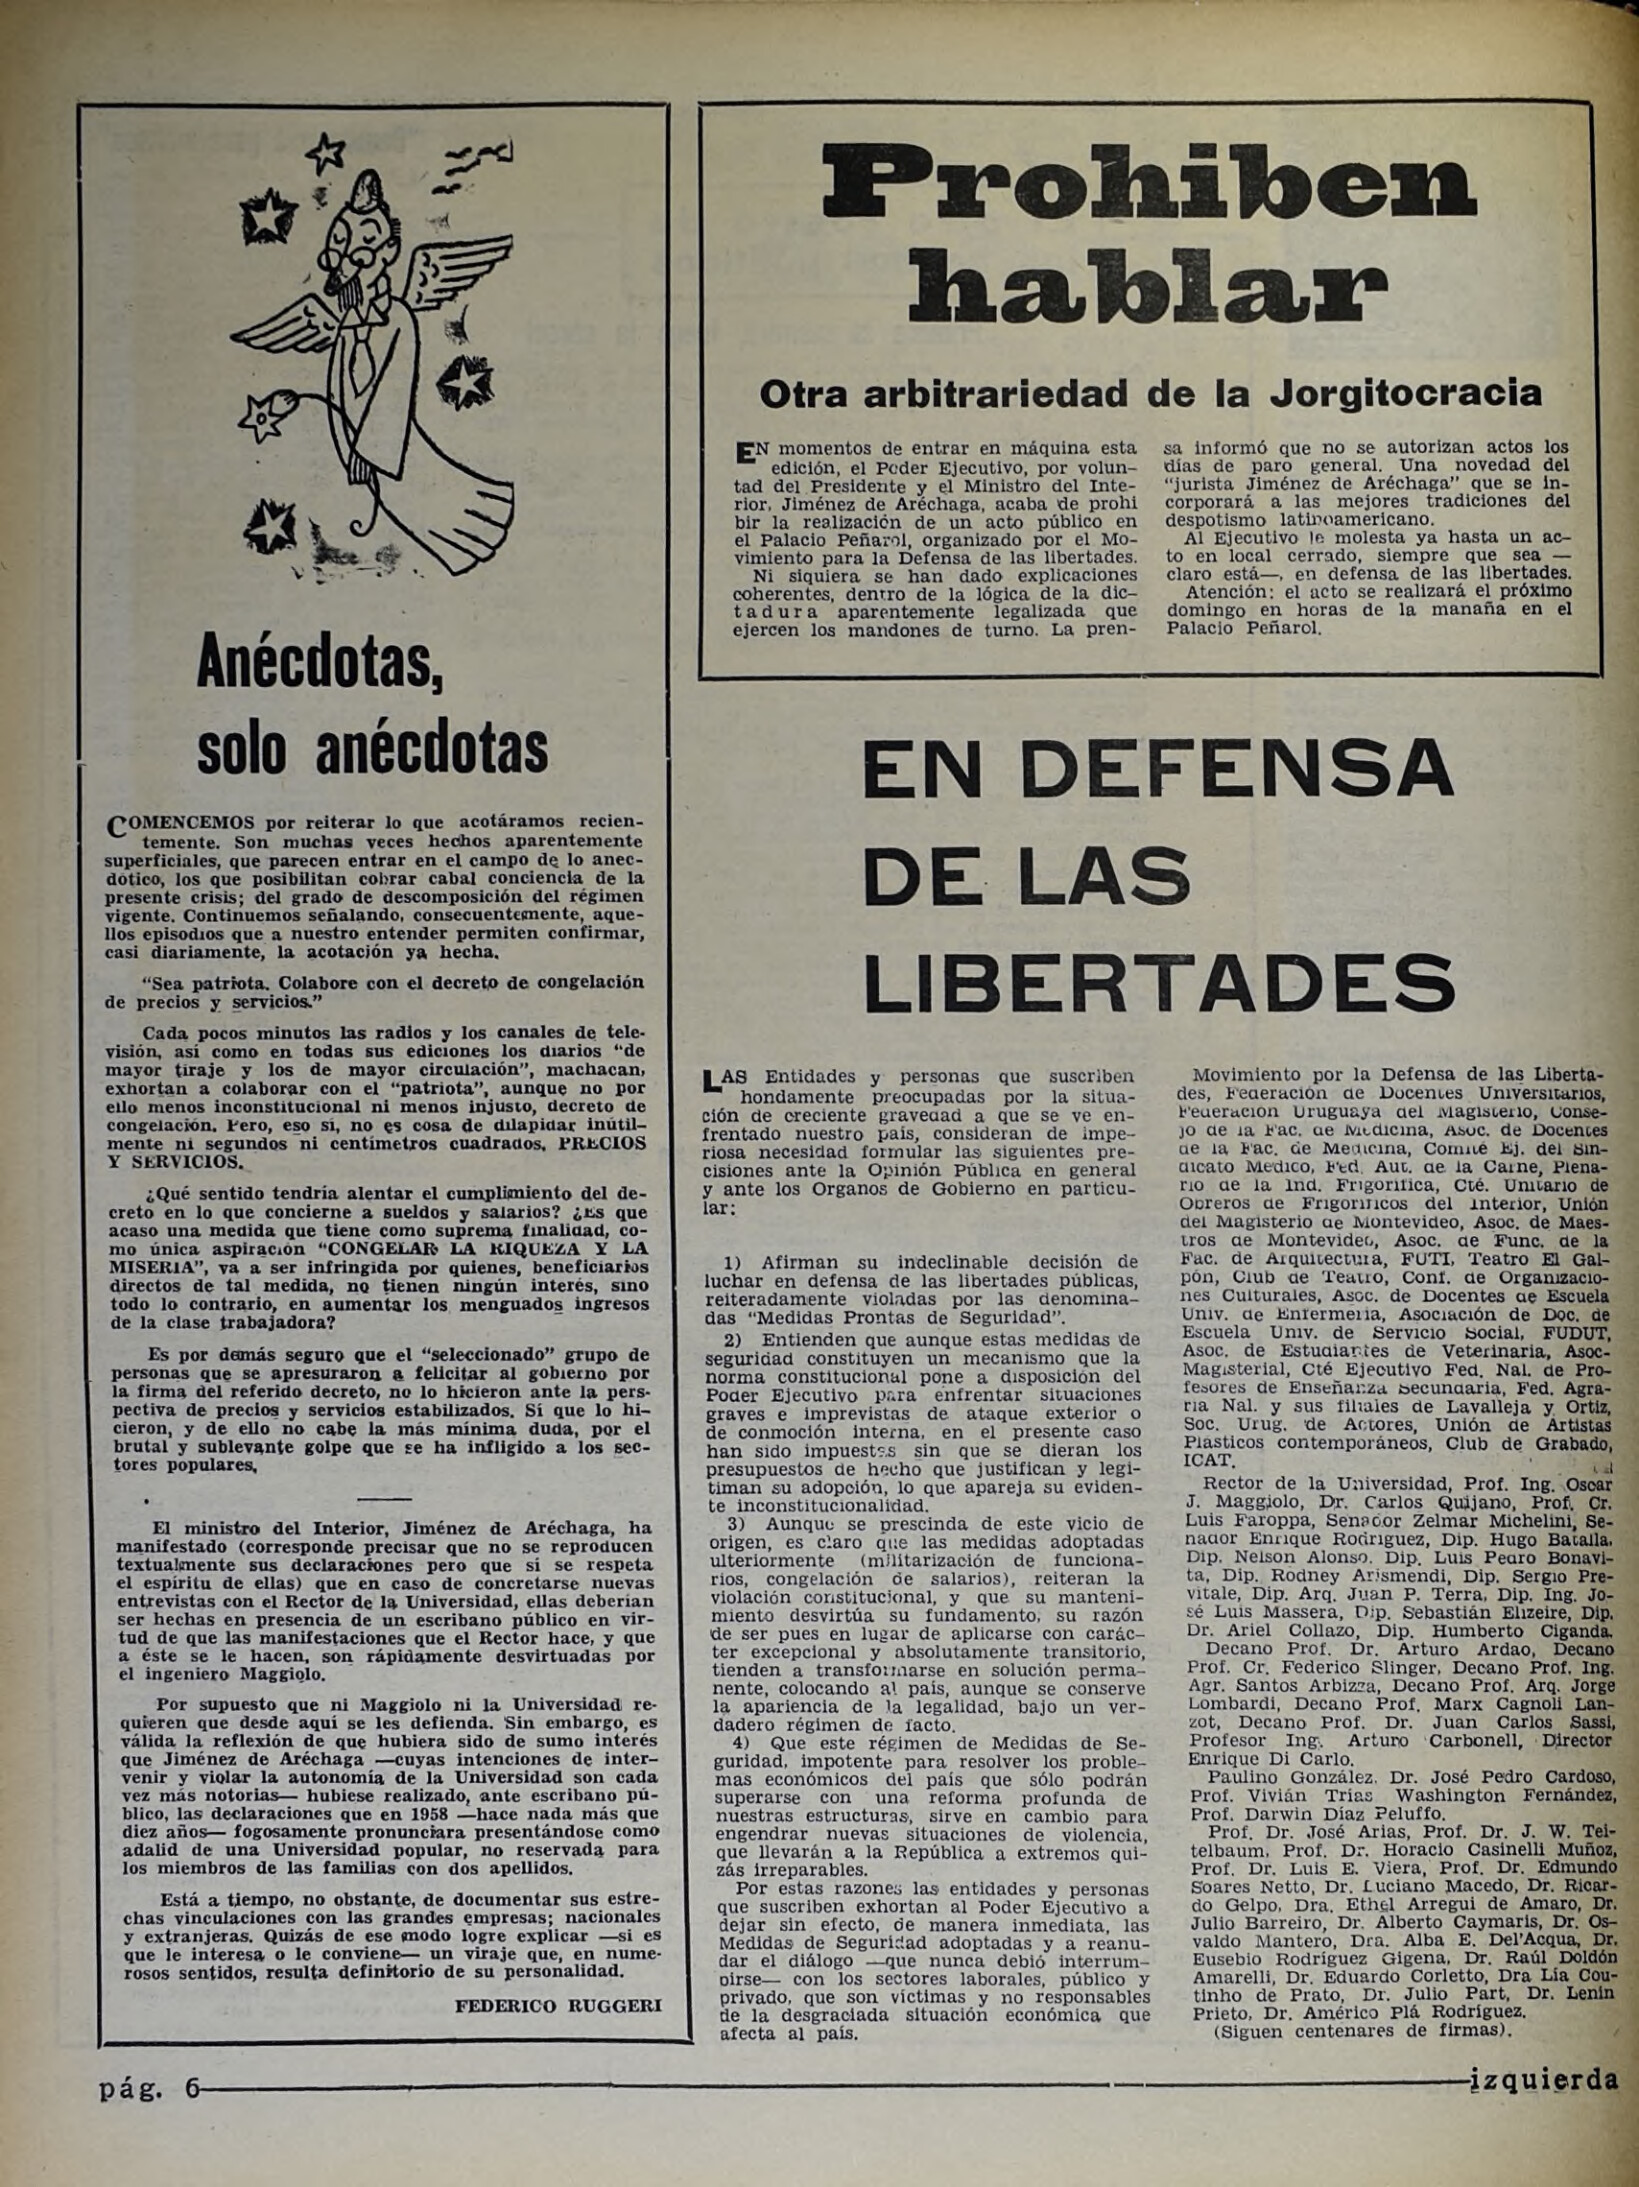 Anécdotas,
solo anécdotas
COMENCEMOS por reiterar lo que acotáramos recien-
temente. Son muchas veces hechos aparentemente
superficiales, que parecen entrar en el campo de lo anec-
dótico, los que posibilitan cobrar cabal conciencia de la
presente crisis; del grado de descomposición del régimen
vigente. Continuemos señalando, consecuentemente, aque-
llos episodios que a nuestro entender permiten confirmar,
casi diariamente, la acotación ya hecha.
"Sea patriota. Colabore con el decreto de congelación
de precios y servicios."
Cada pocos minutos las radios y los canales de tele-
visión, así como en todas sus ediciones los diarios "de
mayor tiraje y los de mayor circulación", machacan,
exhortan a colaborar con el "patriota", aunque no por
ello menos inconstitucional ni menos injusto, decreto de
congelación. Pero, eso sí, no es cosa de dilapidar inútil-
mente ni segundos ni centímetros cuadrados. PRECIOS
Y SERVICIOS.
¿Qué sentido tendría alentar el cumplimiento del de-
creto en lo que concierne a sueldos y salarios? ¿Es que
acaso una medida que tiene como suprema finalidad, co-
mo única aspiración "CONGELAR LA RIQUEZA Y LA
MISERIA", va a ser infringida por quienes, beneficiarios
directos de tal medida, no tienen ningún interés, sino
todo lo contrario, en aumentar los menguados ingresos
de la clase trabajadora?
Es por demás seguro que el "seleccionado" grupo de
personas que se apresuraron a felicitar al gobierno por
la firma del referido decreto, no lo hicieron ante la pers-
pectiva de precios y servicios estabilizados. Sí que lo hi-
cieron, y de ello no cabe la más mínima duda, por el
brutal y sublevante golpe que se ha infligido a los sec-
tores populares.
El ministro del Interior, Jiménez de Aréchaga, ha
manifestado (corresponde precisar que no se reproducen
textualmente sus declaraciones pero que sí se respeta
el espíritu de ellas) que en caso de concretarse nuevas
entrevistas con el Rector de la Universidad, ellas deberían
ser hechas en presencia de un escribano público en vir-
tud de que las manifestaciones que el Rector hace, y que
a éste se le hacen, son rápidamente desvirtuadas por
el ingeniero Maggiolo.
Por supuesto que ni Maggiolo ni la Universidad re-
quieren que desde aquí se les defienda. Sin embargo, es
válida la reflexión de que hubiera sido de sumo interés
que Jiménez de Aréchaga —cuyas intenciones de inter-
venir y violar la autonomía de la Universidad son cada
vez más notorias— hubiese realizado, ante escribano pú-
blico, las declaraciones que en 1958 —hace nada más que
diez años— fogosamente pronunciara presentándose como
adalid de una Universidad popular, no reservada para
los miembros de las familias con dos apellidos.
Está a tiempo, no obstante, de documentar sus estre-
chas vinculaciones con las grandes empresas; nacionales
y extranjeras. Quizás de ese modo logre explicar —si es
que le interesa o le conviene— un viraje que, en nume-
rosos sentidos, resulta definitorio de su personalidad.
FEDERICO RUGGERI
Prohiben
hablar
Otra arbitrariedad de la Jorgitocracia
EN momentos de entrar en máquina esta
edición, el Poder Ejecutivo, por volun-
tad del Presidente y el Ministro del Inte-
rior, Jiménez de Aréchaga, acaba de prohi
bir la realización de un acto público en
el Palacio Peñarol, organizado por el Mo-
vimiento para la Defensa de las libertades.
Ni siquiera se han dado explicaciones
coherentes, dentro de la lógica de la dic-
tadura aparentemente legalizada que
ejercen los mandones de turno. La pren-
sa informó que no se autorizan actos los
días de paro general. Una novedad del
"jurista Jiménez de Aréchaga" que se in-
corporará a las mejores tradiciones del
despotismo latinoamericano.
Al Ejecutivo le molesta ya hasta un ac-
to en local cerrado, siempre que sea —
claro está—, en defensa de las libertades.
Atención: el acto se realizará el próximo
domingo en horas de la manaña en el
Palacio Peñarol.
EN DEFENSA
DE LAS
LIBERTADES
LAS Entidades y personas que suscriben
hondamente preocupadas por la situa-
ción de creciente gravedad a que se ve en-
frentado nuestro país, consideran de impe-
riosa necesidad formular las siguientes pre-
cisiones ante la Opinión Pública en general
y ante los Organos de Gobierno en particu-
lar:
1) Afirman su indeclinable decisión de
luchar en defensa de las libertades públicas,
reiteradamente violadas por las denomina-
das "Medidas Prontas de Seguridad".
2) Entienden que aunque estas medidas de
seguridad constituyen un mecanismo que la
norma constitucional pone a disposición del
Poder Ejecutivo para enfrentar situaciones
graves e imprevistas de ataque exterior o
de conmoción interna, en el presente caso
han sido impuestas sin que se dieran los
presupuestos de hecho que justifican y legi-
timan su adopción, lo que apareja su eviden-
te inconstitucionalidad.
3) Aunque se prescinda de este vicio de
origen, es claro que las medidas adoptadas
ulteriormente (militarización de funciona-
rios, congelación de salarios), reiteran la
violación constitucional, y que su manteni-
miento desvirtúa su fundamento, su razón
de ser pues en lugar de aplicarse con carác-
ter excepcional y absolutamente transitorio,
tienden a transformarse en solución perma-
nente, colocando al país, aunque se conserve
la apariencia de la legalidad, bajo un ver-
dadero régimen de facto.
4) Que este régimen de Medidas de Se-
guridad, impotente para resolver los proble-
mas económicos del país que sólo podrán
superarse con una reforma profunda de
nuestras estructuras, sirve en cambio para
engendrar nuevas situaciones de violencia,
que llevarán a la República a extremos qui-
zás irreparables.
Por estas razones las entidades y personas
que suscriben exhortan al Poder Ejecutivo a
dejar sin efecto, de manera inmediata, las
Medidas de Seguridad adoptadas y a reanu-
dar el diálogo —que nunca debió interrum-
pirse— con los sectores laborales, público y
privado, que son víctimas y no responsables
de la desgraciada situación económica que
afecta al país.
Movimiento por la Defensa de las Liberta-
des, Federación de Docentes Universitarios,
Federación Uruguaya del Magisterio, Conse-
jo de la Fac. de Medicina, Asoc. de Docentes
de la Fac. de Medicina, Comité Ej. del Sin-
dicato Médico, Fed. Aut. de la Carne, Plena-
rio de la Ind. Frigorífica, Cté. Unitario de
Obreros de Frigoríficos del Interior, Unión
del Magisterio de Montevideo, Asoc. de Maes-
tros de Montevideo, Asoc. de Func. de la
Fac. de Arquitectura, FUTI, Teatro El Gal-
pón, Club de Teatro, Conf. de Organizacio-
nes Culturales, Asoc. de Docentes de Escuela
Univ. de Enfermería, Asociación de Doc. de
Escuela Univ. de Servicio Social, FUDUT,
Asoc. de Estudiantes de Veterinaria, Asoc-
Magisterial, Cté Ejecutivo Fed. Nal. de Pro-
fesores de Enseñanza Secundaria, Fed. Agra-
ria Nal. y sus filiales de Lavalleja y Ortiz,
Soc. Urug. de Actores, Unión de Artistas
Plásticos contemporáneos, Club de Grabado,
ICAT.
Rector de la Universidad, Prof. Ing. Oscar
J. Maggiolo, Dr. Carlos Quijano, Prof. Cr.
Luis Faroppa, Senador Zelmar Michelini, Se-
nador Enrique Rodríguez, Dip. Hugo Batalla,
Dip. Nelson Alonso. Dip. Luis Pedro Bonavi-
ta, Dip. Rodney Arismendi, Dip. Sergio Pre-
vitale, Dip. Arq. Juan P. Terra, Dip. Ing. Jo-
sé Luis Massera, Dip. Sebastián Elizeire, Dip.
Dr. Ariel Collazo, Dip. Humberto Ciganda.
Decano Prof. Dr. Arturo Ardao, Decano
Prof. Cr. Federico Slinger, Decano Prof. Ing.
Agr. Santos Arbizza, Decano Prof. Arq. Jorge
Lombardi, Decano Prof. Marx Cagnoli Lan-
zot, Decano Prof. Dr. Juan Carlos Sassi,
Profesor Ing. Arturo Carbonell, Director
Enrique Di Carlo.
Paulino González, Dr. José Pedro Cardoso,
Prof. Vivián Trias Washington Fernández,
Prof. Darwin Díaz Peluffo.
Prof. Dr. José Arias, Prof. Dr. J. W. Tei-
telbaum, Prof. Dr. Horacio Casinelli Muñoz,
Prof. Dr. Luis E. Viera, Prof. Dr. Edmundo
Soares Netto, Dr. Luciano Macedo, Dr. Ricar-
do Gelpo, Dra. Ethel Arregui de Amaro, Dr.
Julio Barreiro, Dr. Alberto Caymaris, Dr. Os-
valdo Mantero, Dra. Alba E. Del'Acqua, Dr.
Eusebio Rodríguez Gigena, Dr. Raúl Doldón
Amarelli, Dr. Eduardo Corletto, Dra Lía Cou-
tinho de Prato, Dr. Julio Part, Dr. Lenin
Prieto, Dr. Américo Plá Rodríguez.
(Siguen centenares de firmas).
pág. 6
izquierda